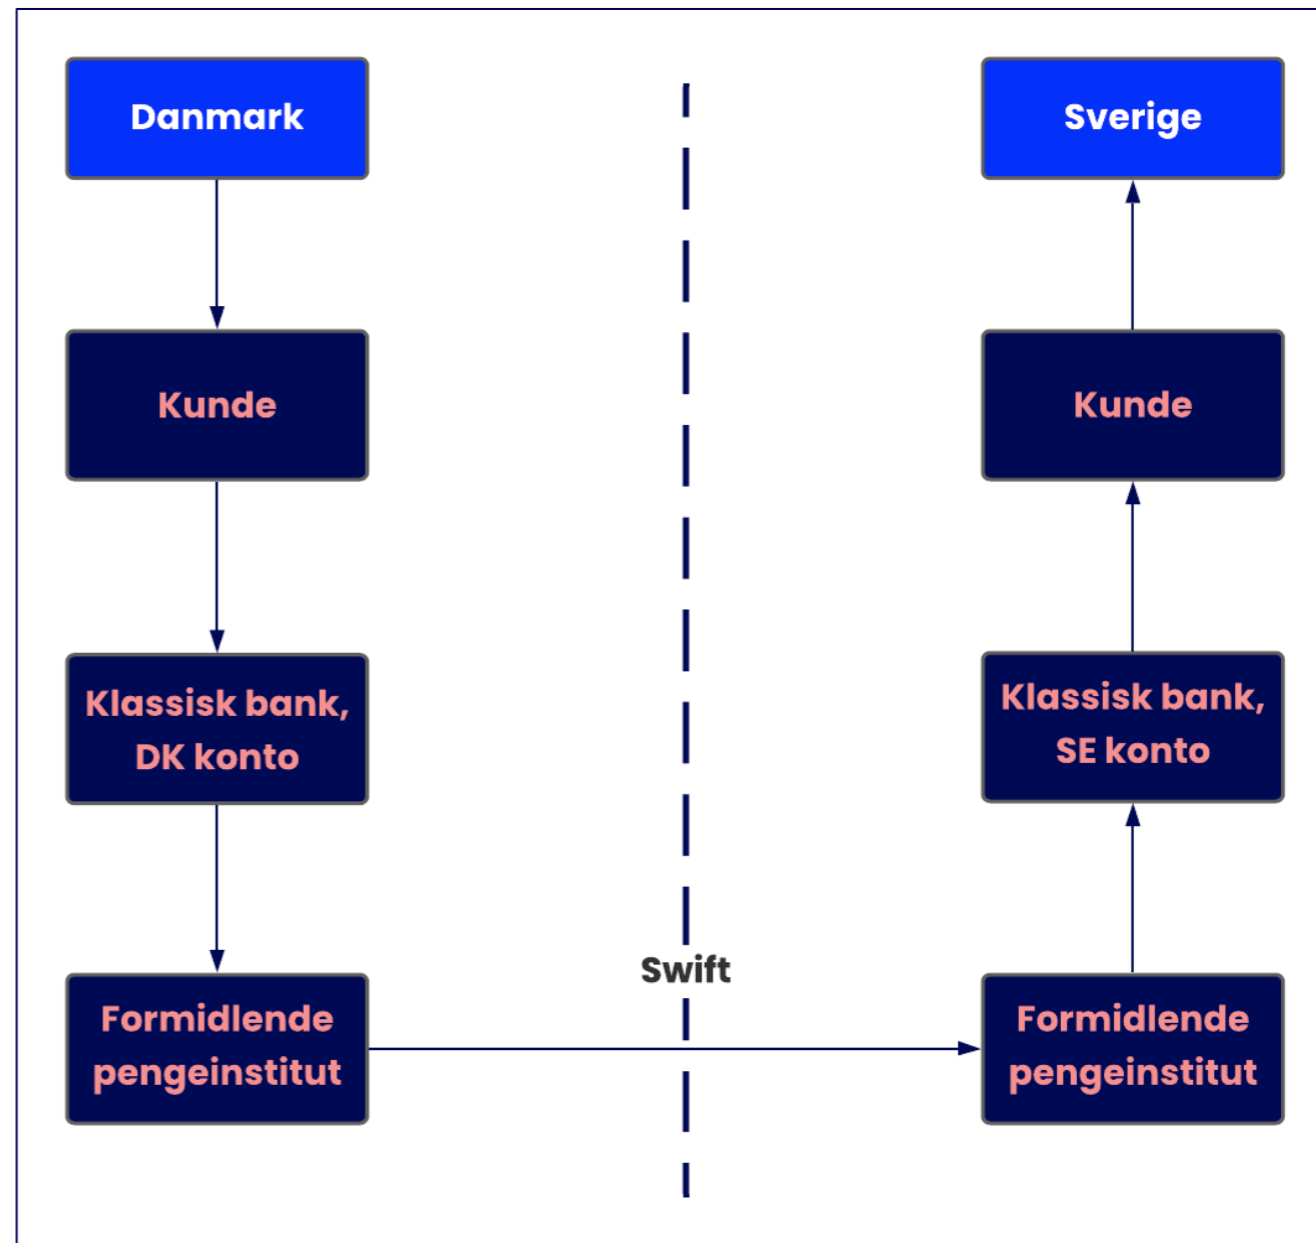 Danmark
Sverige
Kunde
Kunde
Klassisk bank,
DK konto
Klassisk bank,
SE konto
Swift
Formidlende
pengeinstitut
Formidlende
pengeinstitut